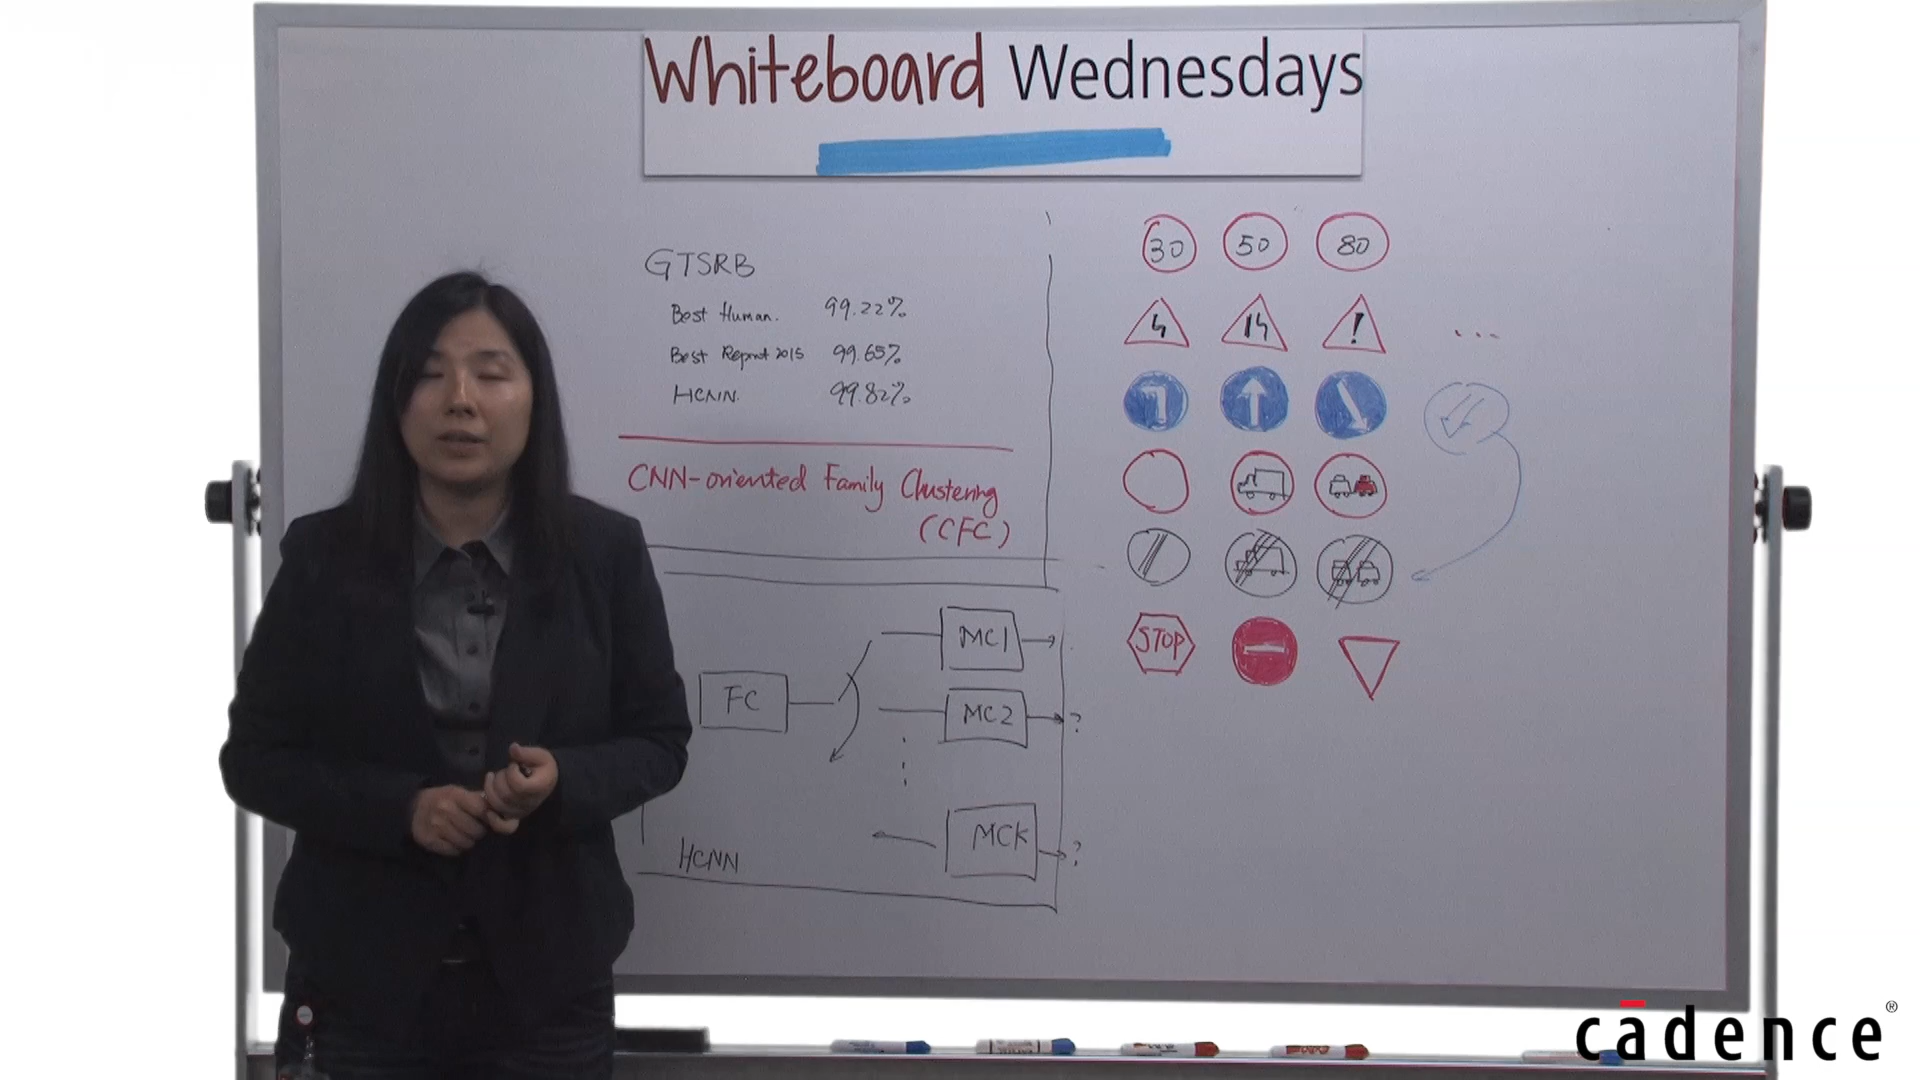 Whiteboard Wednesdays
GTSRB
Best Human. 99.22%
Best Report 2015 99.65%
HCNN. 99.82%
CNN-oriented Family Clustering
(CFC)
FC
MC1
MC2 ?
MCK ?
HCNN
30 50 80
!
...
STOP
cadence®